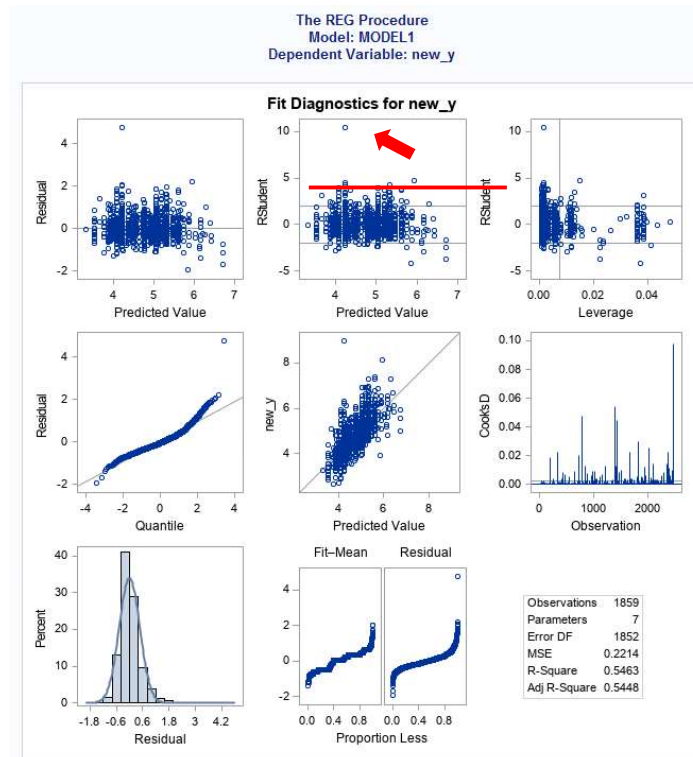 The REG Procedure
Model: MODEL1
Dependent Variable: new_y
Fit Diagnostics for new_y
Residual
4
2
0
-2
4 5 6 7
Predicted Value
RStudent
10
5
0
-5
4 5 6 7
Predicted Value
RStudent
10
5
0
-5
0.00 0.02 0.04
Leverage
Residual
4
2
0
-2
-4 -2 0 2 4
Quantile
new_y
8
6
4
4 6 8
Predicted Value
Cook's D
0.10
0.08
0.06
0.04
0.02
0.00
0 1000 2000
Observation
Percent
40
30
20
10
0
-1.8 -0.6 0.6 1.8 3 4.2
Residual
Fit–Mean Residual
4
2
0
-2
0.0 0.4 0.8 0.0 0.4 0.8
Proportion Less
Observations 1859
Parameters 7
Error DF 1852
MSE 0.2214
R-Square 0.5463
Adj R-Square 0.5448